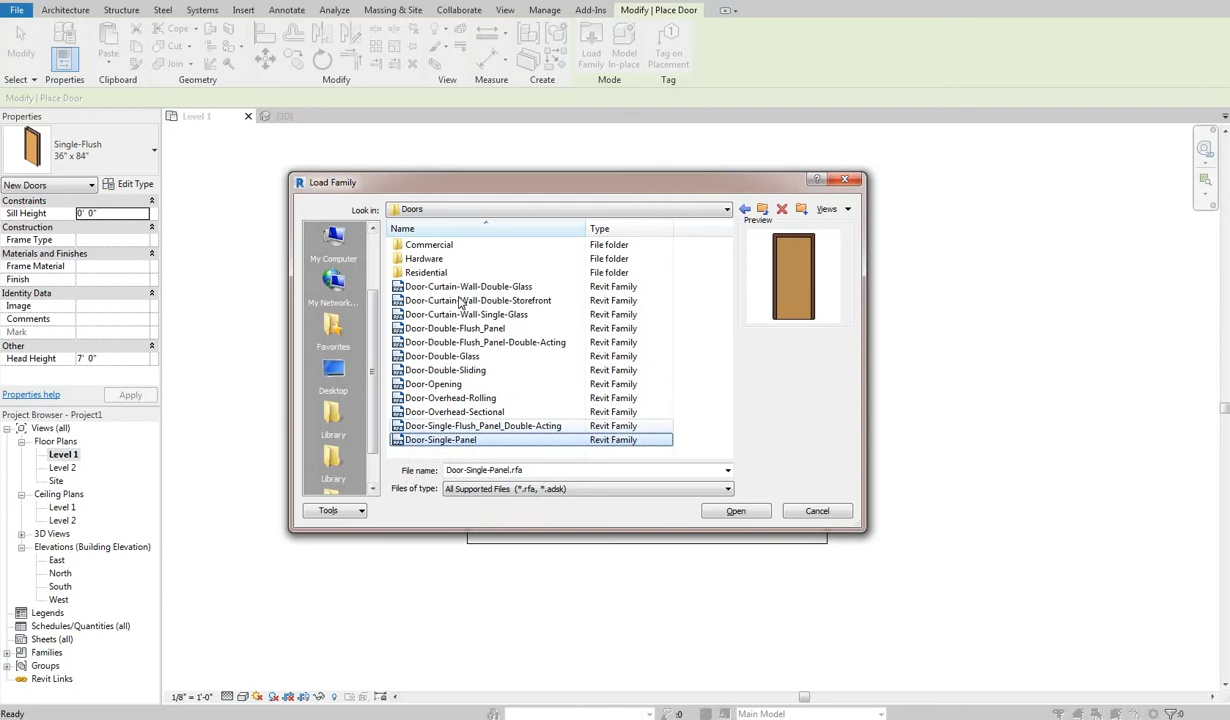 File Architecture Structure Steel Systems Insert Annotate Analyze Massing & Site Collaborate View Manage Add-Ins Modify | Place Door
Modify
Paste
Cope
Cut
Join
Load Family
Model In-place
Tag on Placement
Select Properties Clipboard Geometry Modify View Measure Create Mode Tag
Modify | Place Door
Properties
Level 1
(3D)
Single-Flush
36" x 84"
New Doors
Edit Type
Constraints
Sill Height 0' 0"
Construction
Frame Type
Materials and Finishes
Frame Material
Finish
Identity Data
Image
Comments
Mark
Other
Head Height 7' 0"
Properties help
Apply
Project Browser - Project1
Views (all)
Floor Plans
Level 1
Level 2
Site
Ceiling Plans
Level 1
Level 2
3D Views
Elevations (Building Elevation)
East
North
South
West
Legends
Schedules/Quantities (all)
Sheets (all)
Families
Groups
Revit Links
Load Family
Look in: Doors
Views
Preview
My Computer
My Network...
Favorites
Desktop
Library
Library
Name Type
Commercial File folder
Hardware File folder
Residential File folder
Door-Curtain-Wall-Double-Glass Revit Family
Door-Curtain-Wall-Double-Storefront Revit Family
Door-Curtain-Wall-Single-Glass Revit Family
Door-Double-Flush_Panel Revit Family
Door-Double-Flush_Panel-Double-Acting Revit Family
Door-Double-Glass Revit Family
Door-Double-Sliding Revit Family
Door-Opening Revit Family
Door-Overhead-Rolling Revit Family
Door-Overhead-Sectional Revit Family
Door-Single-Flush_Panel_Double-Acting Revit Family
Door-Single-Panel Revit Family
File name: Door-Single-Panel.rfa
Files of type: All Supported Files (*.rfa, *.adsk)
Tools
Open
Cancel
1/8" = 1'-0"
Ready
:0
Main Model
:0